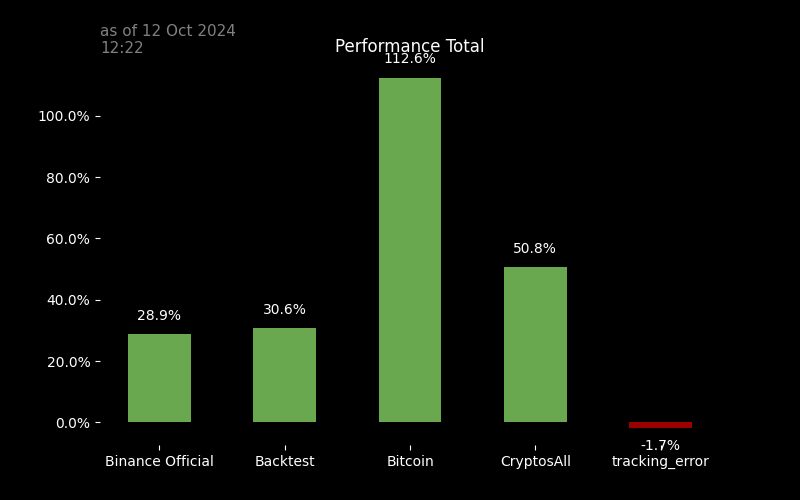 as of 12 Oct 2024
12:22
Performance Total
112.6%
100.0%
80.0%
60.0%
50.8%
40.0%
28.9%
30.6%
20.0%
0.0%
-1.7%
Binance Official
Backtest
Bitcoin
CryptosAll
tracking_error